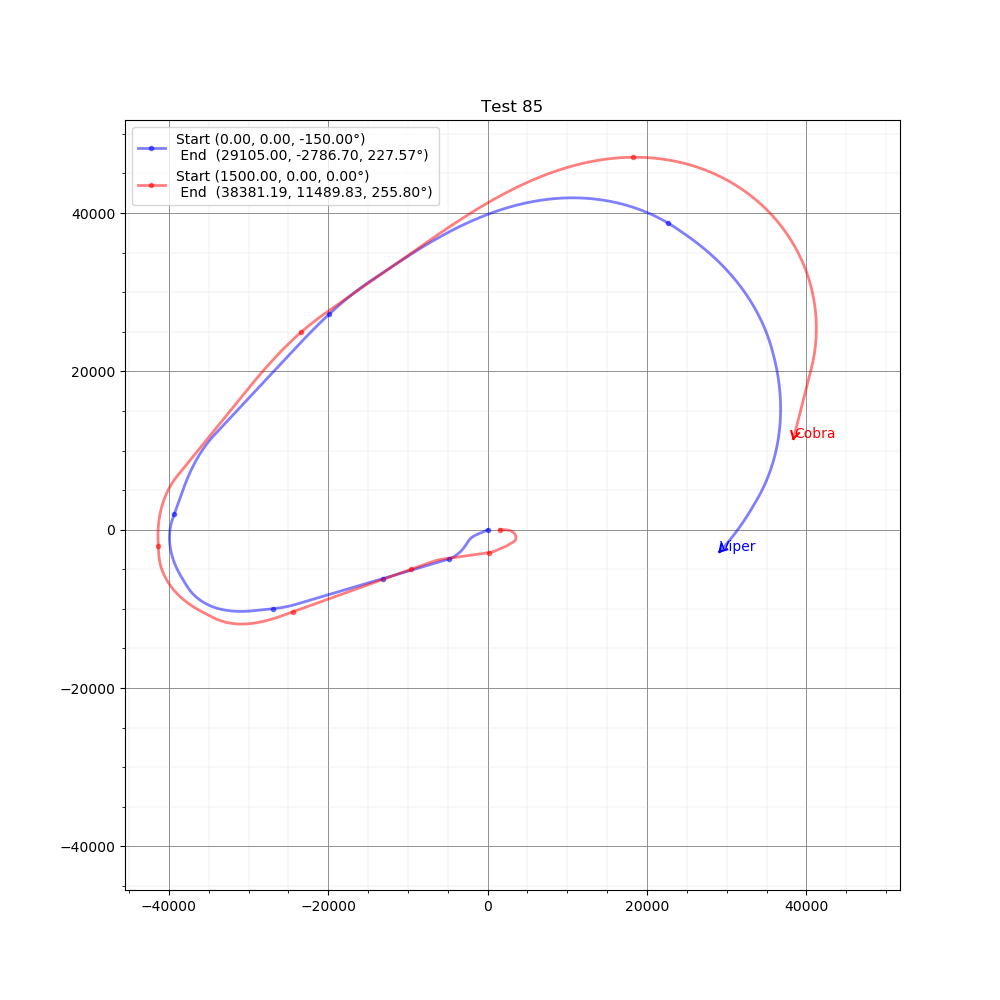 Test 85
Start (0.00, 0.00, -150.00°)
End  (29105.00, -2786.70, 227.57°)
Start (1500.00, 0.00, 0.00°)
End  (38381.19, 11489.83, 255.80°)
40000
20000
0
−20000
−40000
Cobra
Viper
−40000 −20000 0 20000 40000